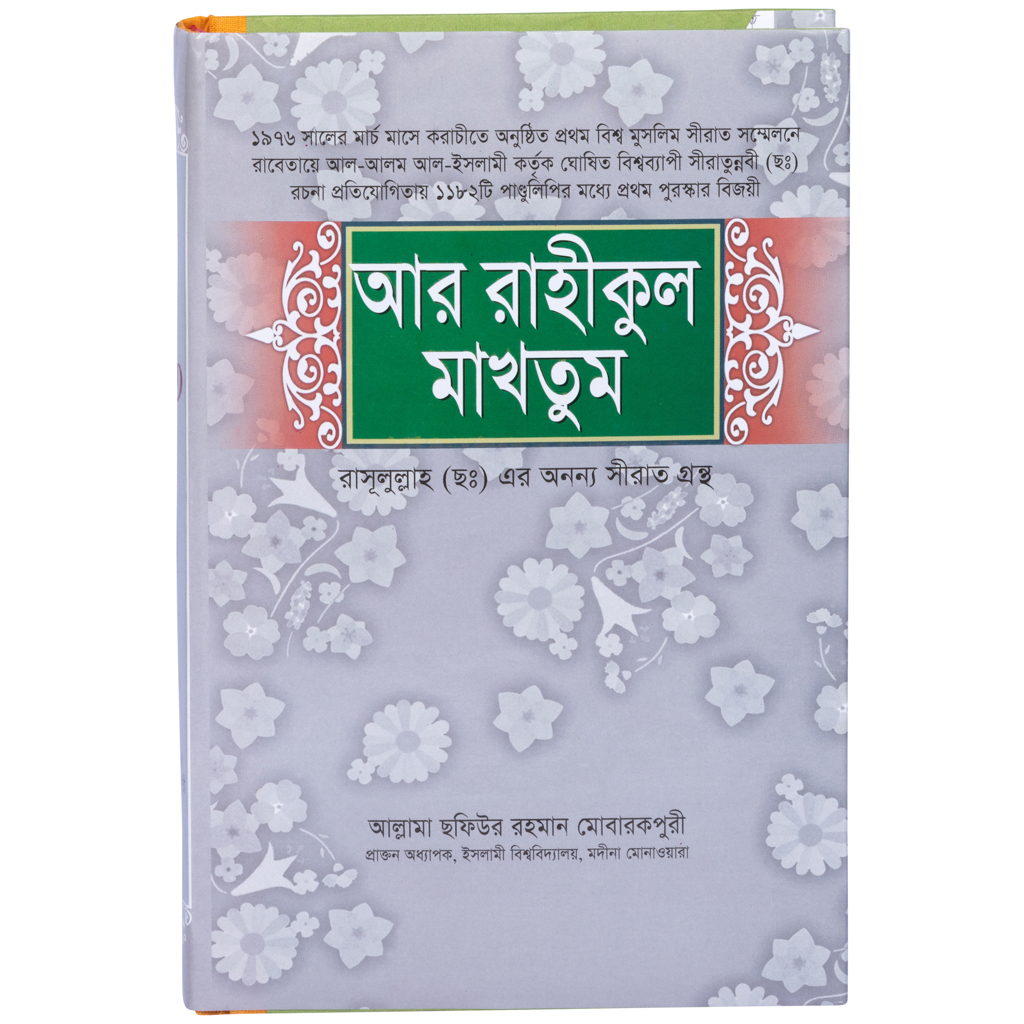 ১৯৭৬ সালের মার্চ মাসে করাচীতে অনুষ্ঠিত প্রথম বিশ্ব মুসলিম সীরাত সম্মেলনে
রাবেতায়ে আল-আলম আল-ইসলামী কর্তৃক ঘোষিত বিশ্বব্যাপী সীরাতুন্নবী (ছঃ)
রচনা প্রতিযোগিতায় ১১৮২টি পাণ্ডুলিপির মধ্যে প্রথম পুরস্কার বিজয়ী
আর রাহীকুল
মাখতুম
রাসূলুল্লাহ (ছঃ) এর অনন্য সীরাত গ্রন্থ
আল্লামা ছফিউর রহমান মোবারকপুরী
প্রাক্তন অধ্যাপক, ইসলামী বিশ্ববিদ্যালয়, মদীনা মোনাওয়ারা